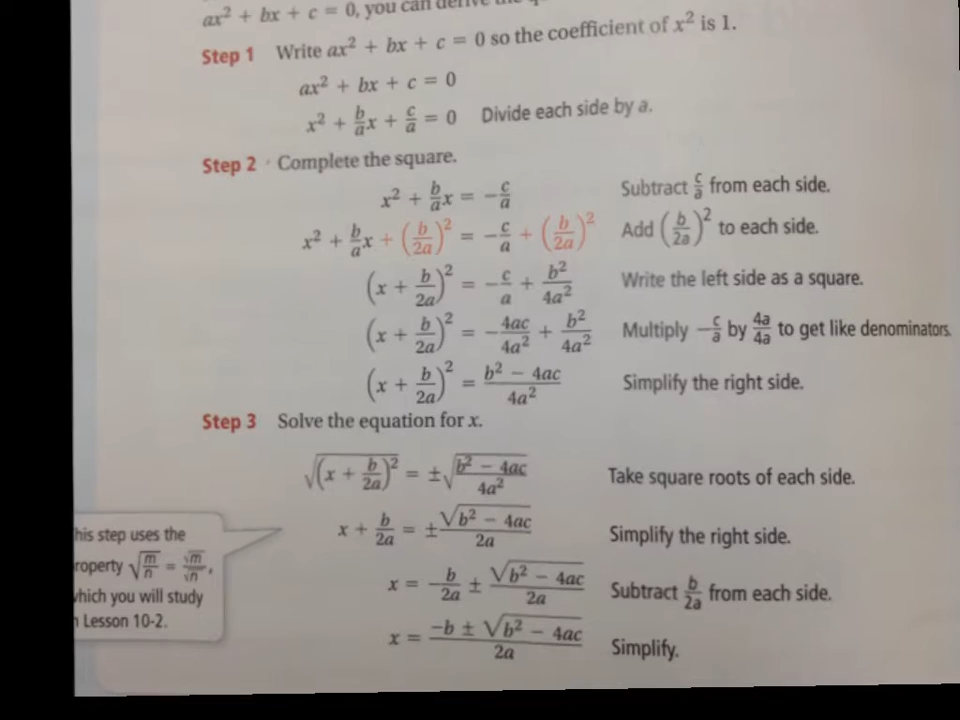 ax² + bx + c = 0, you can derive the
Step 1 Write ax² + bx + c = 0 so the coefficient of x² is 1.
ax² + bx + c = 0
x² + b/a x + c/a = 0 Divide each side by a.
Step 2 Complete the square.
x² + b/a x = −c/a Subtract c/a from each side.
x² + b/a x + (b/2a)² = −c/a + (b/2a)² Add (b/2a)² to each side.
(x + b/2a)² = −c/a + b²/4a² Write the left side as a square.
(x + b/2a)² = −4ac/4a² + b²/4a² Multiply −c/a by 4a/4a to get like denominators.
(x + b/2a)² = b² − 4ac/4a² Simplify the right side.
Step 3 Solve the equation for x.
√(x + b/2a)² = ±√b² − 4ac/4a² Take square roots of each side.
x + b/2a = ±√b² − 4ac/2a Simplify the right side.
x = −b/2a ± √b² − 4ac/2a Subtract b/2a from each side.
x = −b ± √b² − 4ac/2a Simplify.
his step uses the
roperty √m/n = √m/√n,
hich you will study
Lesson 10-2.